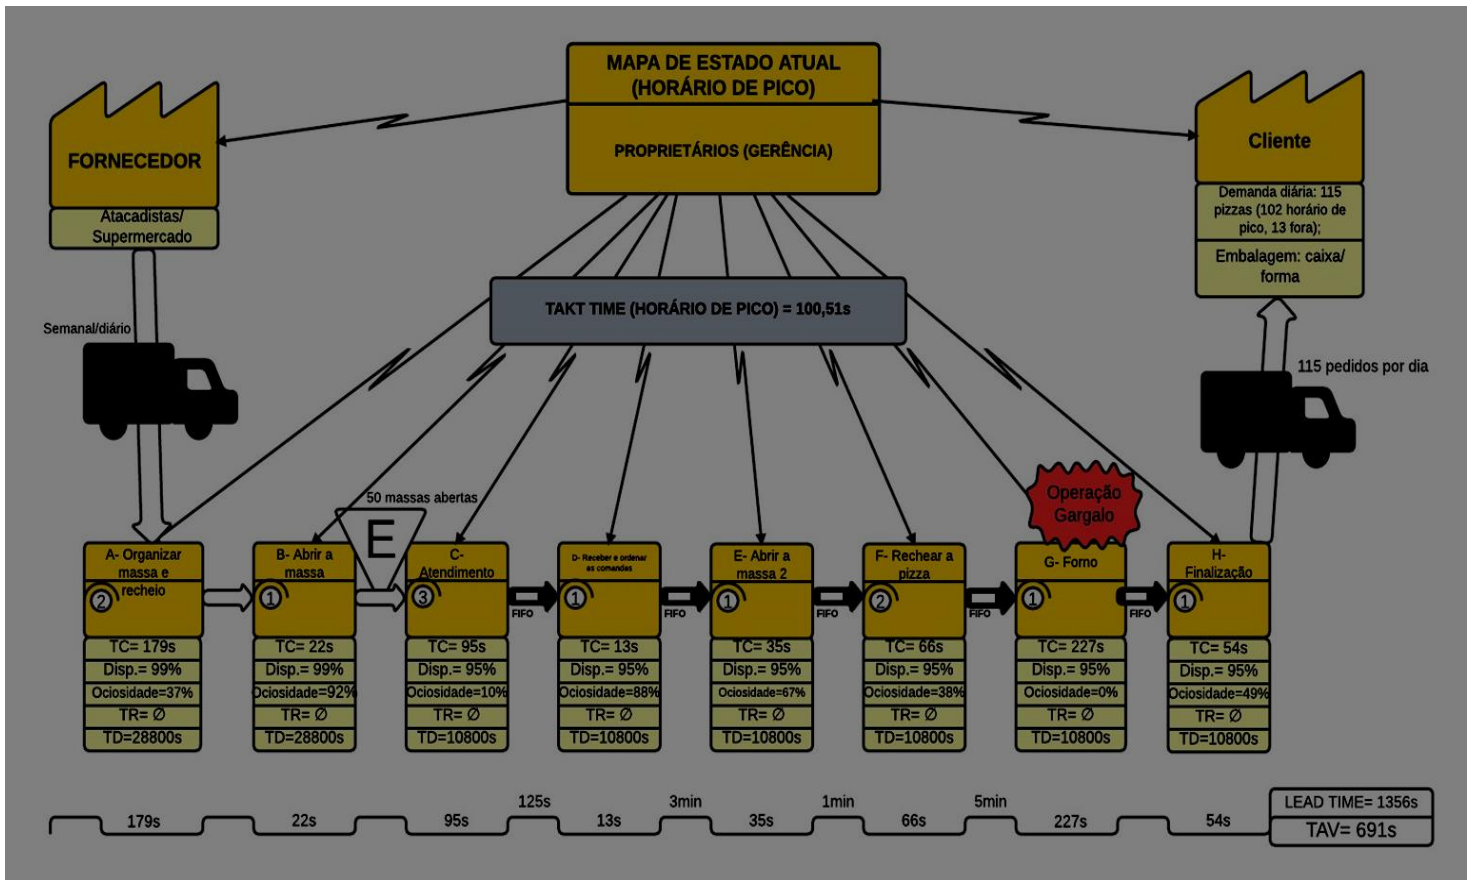 MAPA DE ESTADO ATUAL
(HORÁRIO DE PICO)
PROPRIETÁRIOS (GERÊNCIA)
FORNECEDOR
Atacadistas/
Supermercado
Cliente
Demanda diária: 115
pizzas (102 horário de
pico, 13 fora);
Embalagem: caixa/
forma
TAKT TIME (HORÁRIO DE PICO) = 100,51s
Semanal/diário
115 pedidos por dia
50 massas abertas
E
Operação
Gargalo
A- Organizar
massa e
recheio
2
TC= 179s
Disp.= 99%
Ociosidade=37%
TR= ∅
TD=28800s
B- Abrir a
massa
1
TC= 22s
Disp.= 99%
Ociosidade=92%
TR= ∅
TD=28800s
C-
Atendimento
3
TC= 95s
Disp.= 95%
Ociosidade=10%
TR= ∅
TD=10800s
FIFO
D- Receber e ordenar
as comandas
1
TC= 13s
Disp.= 95%
Ociosidade=88%
TR= ∅
TD=10800s
FIFO
E- Abrir a
massa 2
1
TC= 35s
Disp.= 95%
Ociosidade=67%
TR= ∅
TD=10800s
FIFO
F- Rechear a
pizza
2
TC= 66s
Disp.= 95%
Ociosidade=38%
TR= ∅
TD=10800s
FIFO
G- Forno
1
TC= 227s
Disp.= 95%
Ociosidade=0%
TR= ∅
TD=10800s
FIFO
H-
Finalização
1
TC= 54s
Disp.= 95%
Ociosidade=49%
TR= ∅
TD=10800s
125s
3min
1min
5min
179s
22s
95s
13s
35s
66s
227s
54s
LEAD TIME= 1356s
TAV= 691s